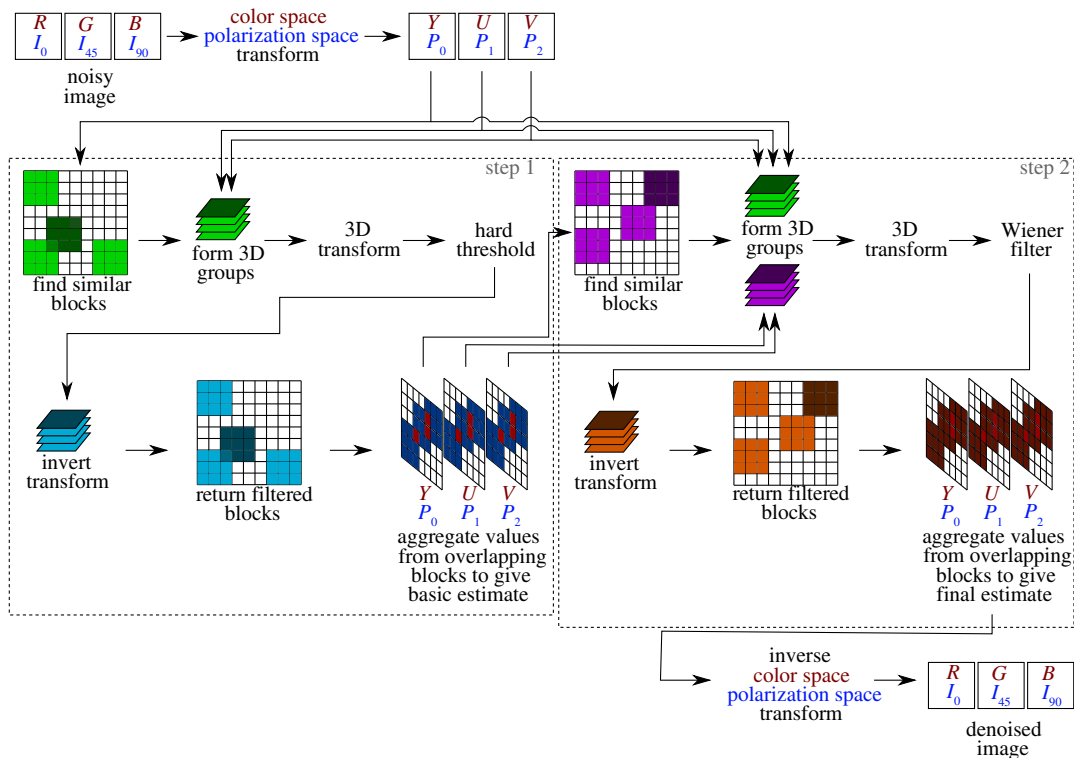 R G B
I0 I45 I90
noisy
image
color space
polarization space
transform
Y U V
P0 P1 P2
step 1
find similar
blocks
form 3D
groups
3D
transform
hard
threshold
invert
transform
return filtered
blocks
Y U V
P0 P1 P2
aggregate values
from overlapping
blocks to give
basic estimate
step 2
find similar
blocks
form 3D
groups
3D
transform
Wiener
filter
invert
transform
return filtered
blocks
Y U V
P0 P1 P2
aggregate values
from overlapping
blocks to give
final estimate
inverse
color space
polarization space
transform
R G B
I0 I45 I90
denoised
image